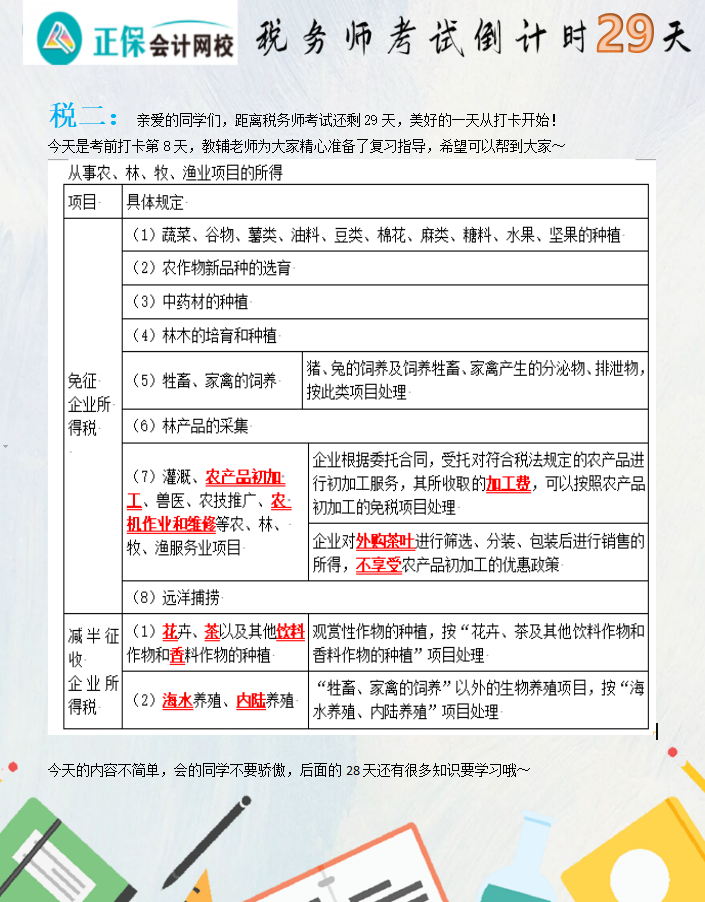 正保会计网校 税务师考试倒计时29天
税二：亲爱的同学们，距离税务师考试还剩29天，美好的一天从打卡开始！
今天是考前打卡第8天，教辅老师为大家精心准备了复习指导，希望可以帮到大家～
从事农、林、牧、渔业项目的所得
项目 具体规定
免征
企业所
得税
（1）蔬菜、谷物、薯类、油料、豆类、棉花、麻类、糖料、水果、坚果的种植
（2）农作物新品种的选育
（3）中药材的种植
（4）林木的培育和种植
（5）牲畜、家禽的饲养
猪、兔的饲养及饲养牲畜、家禽产生的分泌物、排泄物，
按此类项目处理
（6）林产品的采集
（7）灌溉、农产品初加
工、兽医、农技推广、农
机作业和维修等农、林、
牧、渔服务业项目
企业根据委托合同，受托对符合税法规定的农产品进
行初加工服务，其所收取的加工费，可以按照农产品
初加工的免税项目处理
企业对外购茶叶进行筛选、分装、包装后进行销售的
所得，不享受农产品初加工的优惠政策
（8）远洋捕捞
减半征
收
企业所
得税
（1）花卉、茶以及其他饮料
作物和香料作物的种植
观赏性作物的种植，按“花卉、茶及其他饮料作物和
香料作物的种植”项目处理
（2）海水养殖、内陆养殖
“牲畜、家禽的饲养”以外的生物养殖项目，按“海
水养殖、内陆养殖”项目处理
今天的内容不简单，会的同学不要骄傲，后面的28天还有很多知识要学习哦～